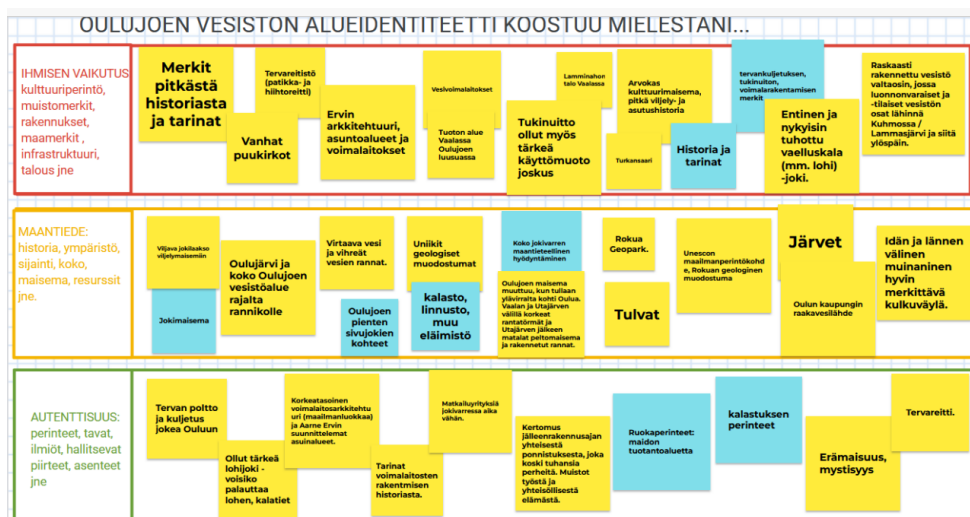 OULUJOEN VESISTÖN ALUEIDENTITEETTI KOOSTUU MIELESTÄNI...
IHMISEN VAIKUTUS:
kulttuuriperintö,
muistomerkit,
rakennukset,
maamerkit ,
infrastruktuuri,
talous jne
Merkit
pitkästä
historiasta
ja tarinat
Vanhat
puukirkot
Tervareitistö
(patikka- ja
hiihtoreitti)
Ervin
arkkitehtuuri,
asuntoalueet ja
voimalaitokset
Vesivoimalaitokset
Tuoton alue
Vaalassa
Oulujoen
luusuassa
Lamminahon
talo Vaalassa
Tukinuitto
ollut myös
tärkeä
käyttömuoto
joskus
Arvokas
kulttuurimaisema,
pitkä viljely- ja
asutushistoria
Turkansaari
tervankuljetuksen,
tukinuiton,
voimalarakentamisen
merkit
Historia ja
tarinat
Entinen ja
nykyisin
tuhottu
vaelluskala
(mm. lohi)
-joki.
Raskaasti
rakennettu vesistö
valtaosin, jossa
luonnonvaraiset ja
-tilaiset vesistön
osat lähinnä
Kuhmossa /
Lammasjärvi ja siitä
ylöspäin.
MAANTIEDE:
historia, ympäristö,
sijainti, koko,
maisema, resurssit
jne.
Viljava jokilaakso
viljelymaisemiin
Jokimaisema
Oulujärvi ja
koko Oulujoen
vesistöalue
rajalta
rannikolle
Virtaava vesi
ja vihreät
vesien rannat.
Oulujoen
pienten
sivujokien
kohteet
Uniikit
geologiset
muodostumat
kalasto,
linnusto,
muu
eläimistö
Koko jokivarren
maantieteellinen
hyödyntäminen
Oulujoen maisema
muuttuu, kun tullaan
ylävirralta kohti Oulua.
Vaalan ja Utajärven
välillä korkeat
rantatörmät ja
Utajärven jälkeen
matalat peltomaisema
ja rakennetut rannat.
Rokua
Geopark.
Tulvat
Unescon
maailmanperintökohd
e, Rokuan geologinen
muodostuma
Järvet
Oulun kaupungin
raakavesilähde
Idän ja lännen
välinen
muinaninen
hyvin
merkittävä
kulkuväylä.
AUTENTTISUUS:
perinteet, tavat,
ilmiöt, hallitsevat
piirteet, asenteet
jne
Tervan poltto
ja kuljetus
jokea Ouluun
Ollut tärkeä
lohijoki -
voisiko
palauttaa
lohen, kalatiet
Korkeatasoinen
voimalaitosarkkitehtu
uri (maailmanluokkaa)
ja Aarne Ervin
suunnittelemat
asuinalueet.
Tarinat
voimalaitosten
rakentmisen
historiasta.
Matkailuyrityksiä
jokivarressa aika
vähän.
Kertomus
jälleenrakennusajan
yhteisestä
ponnistuksesta, joka
koski tuhansia
perheitä. Muistot
työstä ja
yhteisöllisestä
elämästä.
Ruokaperinteet:
maidon
tuotantoaluetta
kalastuksen
perinteet
Erämaisuus,
mystisyys
Tervareitti.